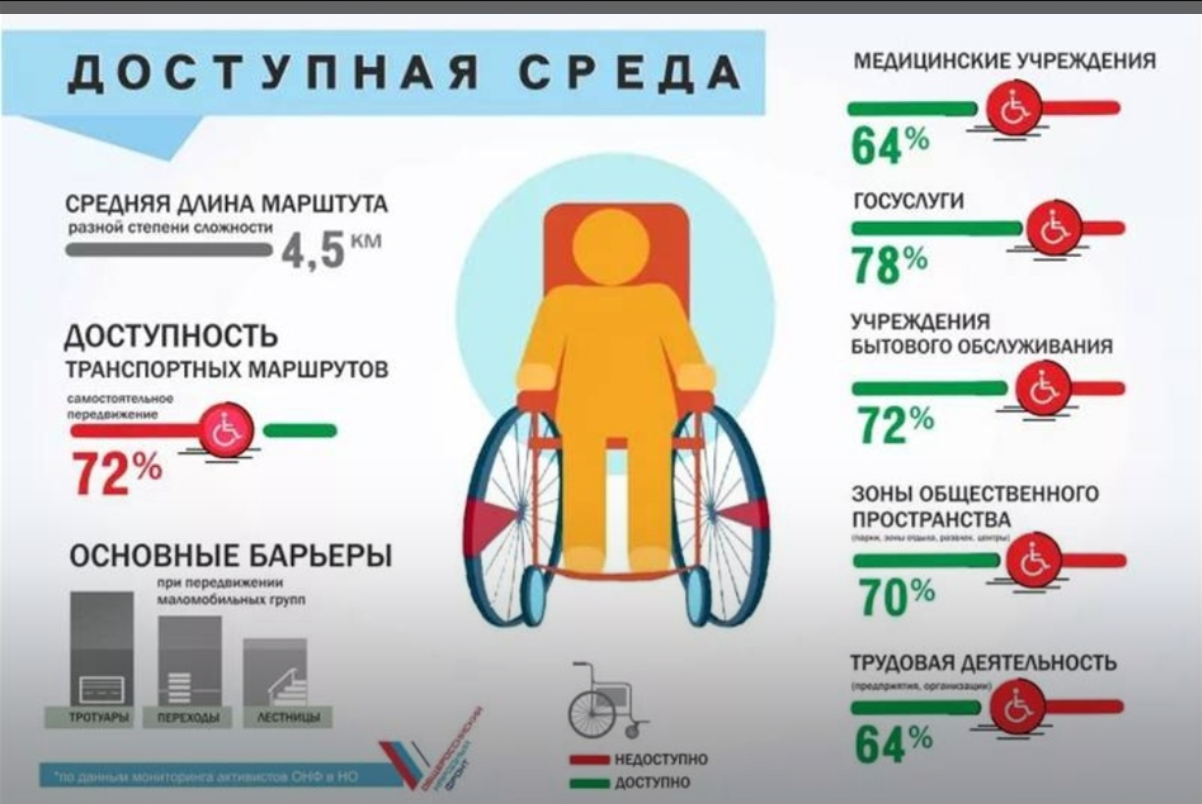 ДОСТУПНАЯ СРЕДА
СРЕДНЯЯ ДЛИНА МАРШТУТА
разной степени сложности
4,5 КМ
ДОСТУПНОСТЬ
ТРАНСПОРТНЫХ МАРШРУТОВ
самостоятельное
передвижение
72%
ОСНОВНЫЕ БАРЬЕРЫ
при передвижении
маломобильных групп
ТРОТУАРЫ
ПЕРЕХОДЫ
ЛЕСТНИЦЫ
*по данным мониторинга активистов ОНФ в НО
ОБЩЕРОССИЙСКИЙ
НАРОДНЫЙ
ФРОНТ
НЕДОСТУПНО
ДОСТУПНО
МЕДИЦИНСКИЕ УЧРЕЖДЕНИЯ
64%
ГОСУСЛУГИ
78%
УЧРЕЖДЕНИЯ
БЫТОВОГО ОБСЛУЖИВАНИЯ
72%
ЗОНЫ ОБЩЕСТВЕННОГО
ПРОСТРАНСТВА
(парки, зоны отдыха, развлек. центры)
70%
ТРУДОВАЯ ДЕЯТЕЛЬНОСТЬ
(предприятия, организации)
64%